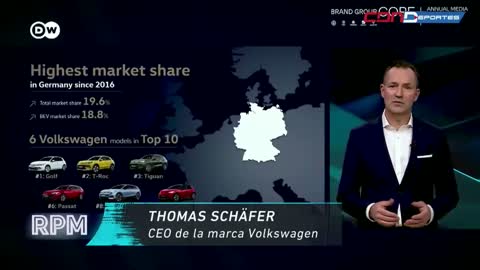 DW
BRAND GROUP CORE
ANNUAL MEDIA
CDN DEPORTES
Highest market share
in Germany since 2016
Total market share 19.6%
BEV market share 18.8%
6 Volkswagen models in Top 10
#1: Golf
#2: T-Roc
#3: Tiguan
#6: Passat
#8:
RPM
THOMAS SCHÄFER
CEO de la marca Volkswagen